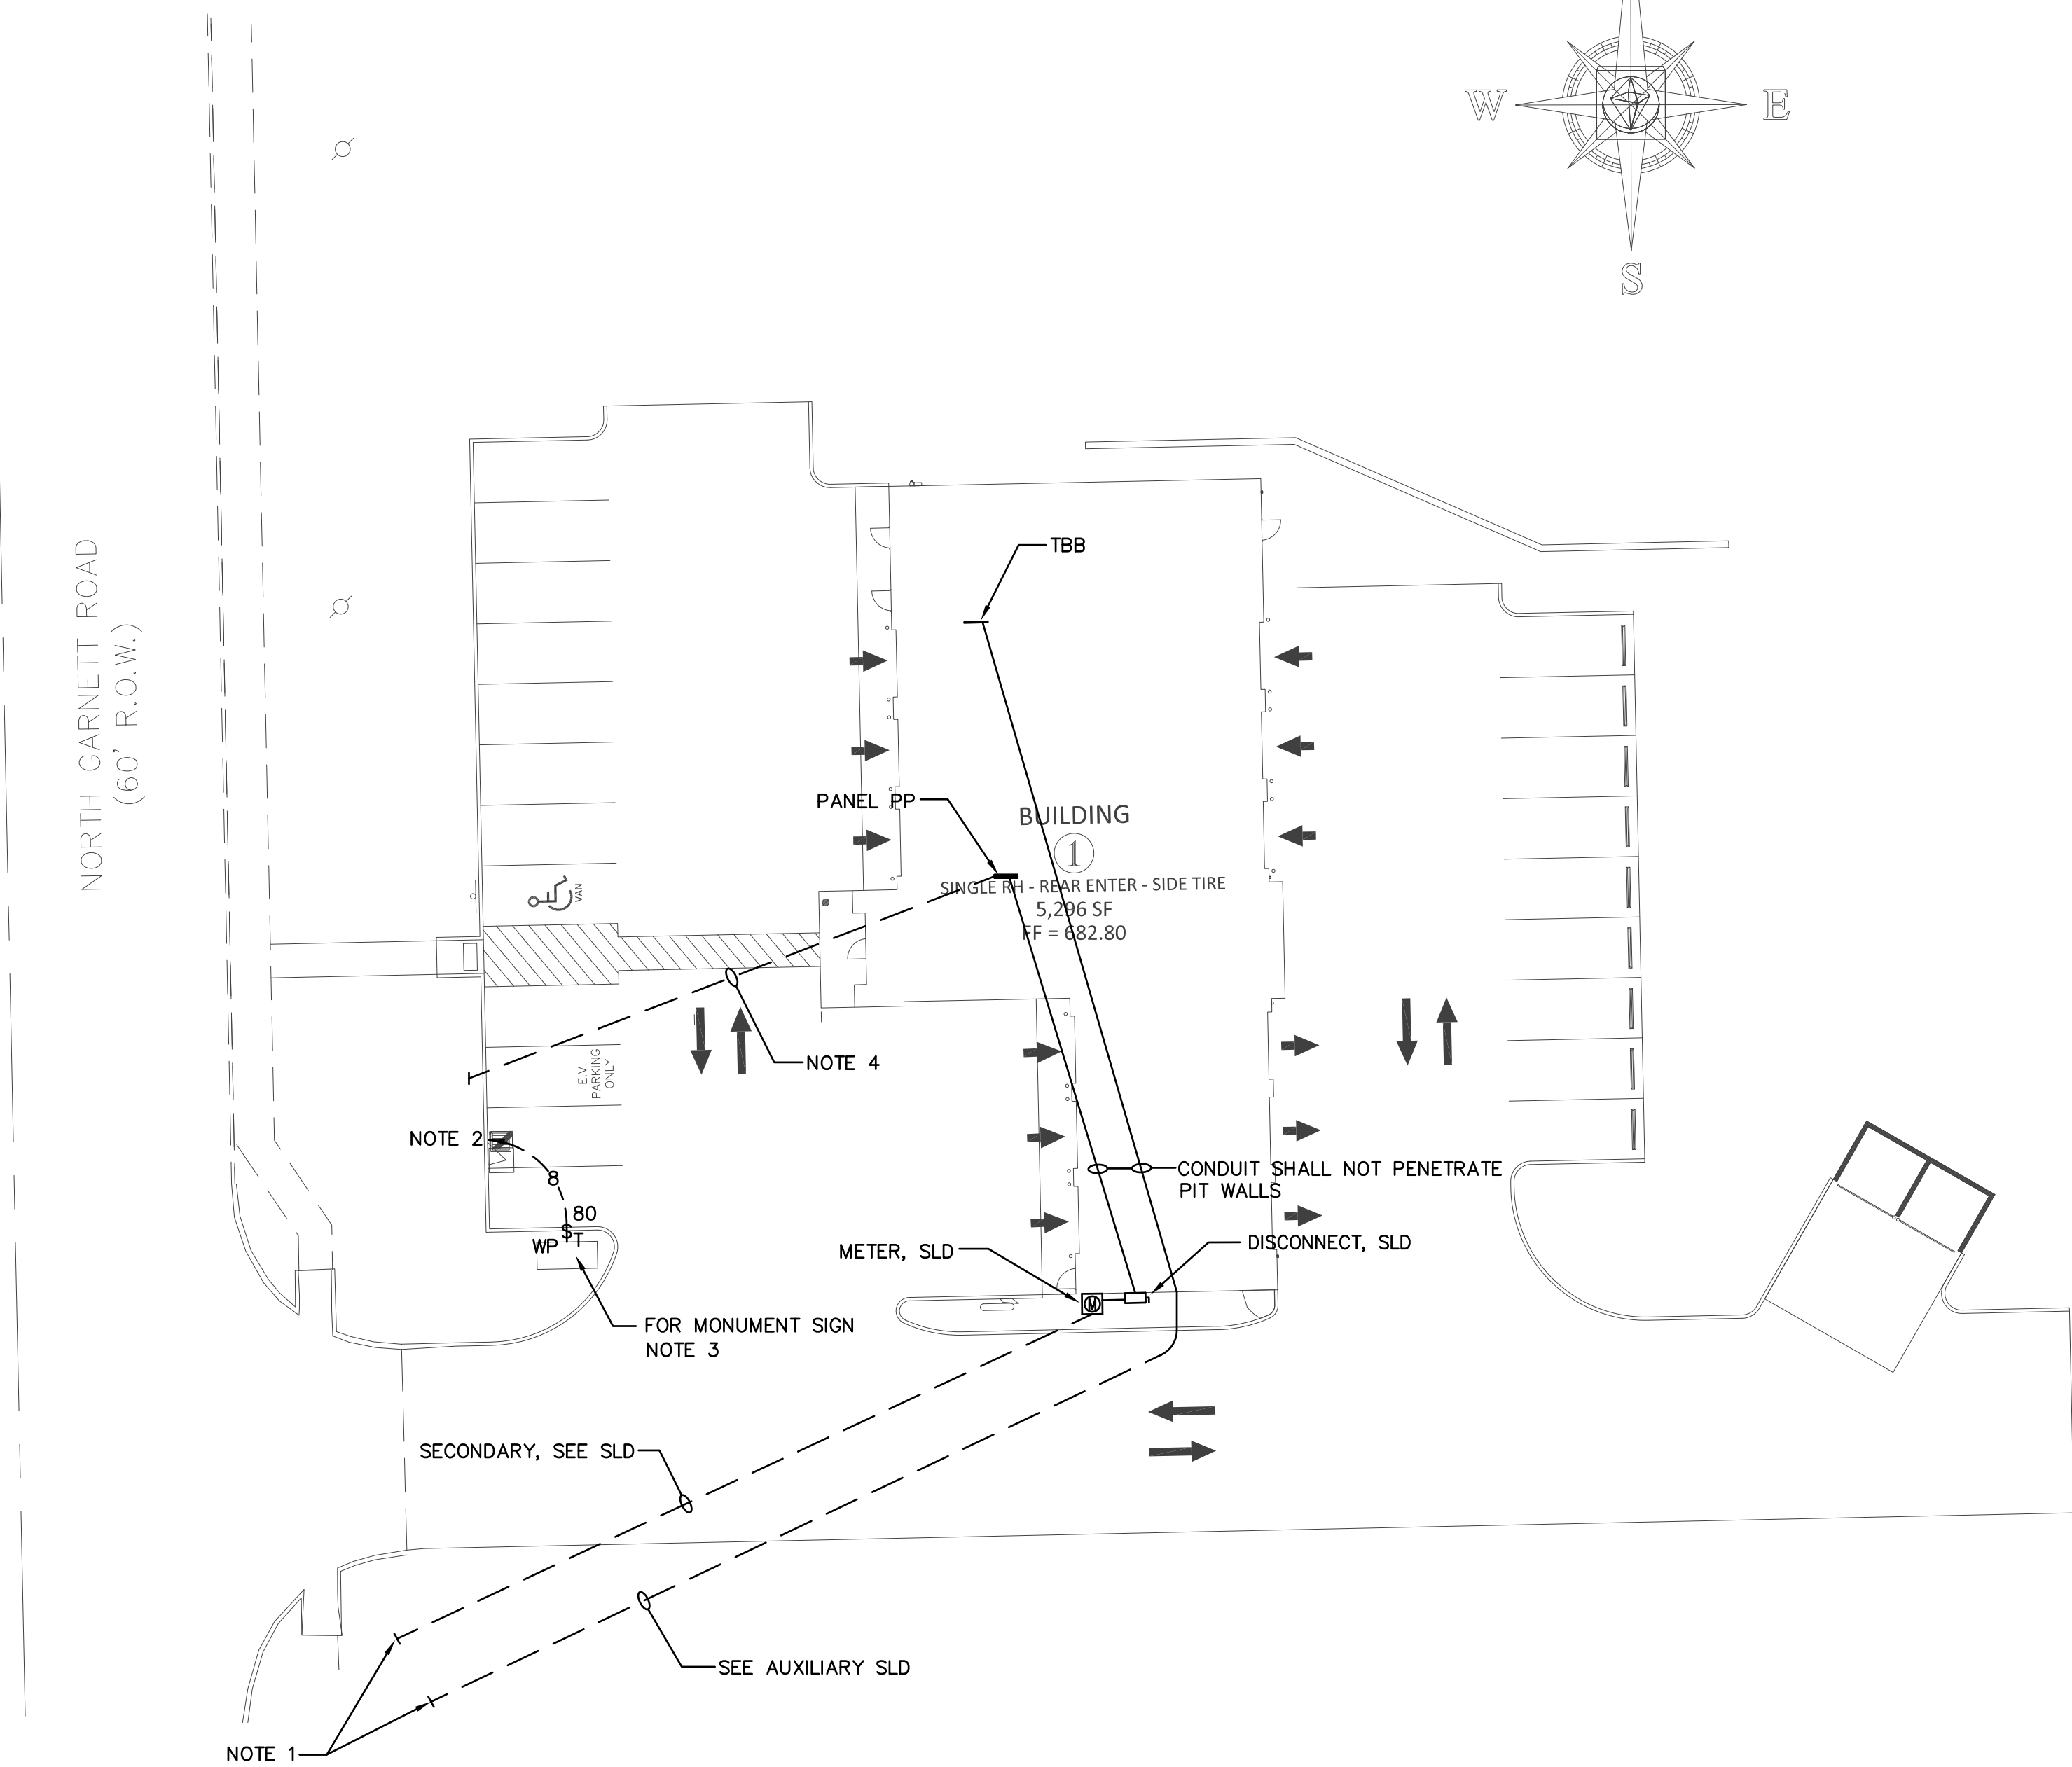 W
E
S
NORTH GARNETT ROAD
(60' R.O.W.)
TBB
PANEL PP
BUILDING
1
SINGLE RH - REAR ENTER - SIDE TIRE
5,296 SF
FF = 682.80
VAN
NOTE 4
E.V.
PARKING
ONLY
NOTE 2
8
80
$T
WP
CONDUIT SHALL NOT PENETRATE
PIT WALLS
METER, SLD
DISCONNECT, SLD
M
FOR MONUMENT SIGN
NOTE 3
SECONDARY, SEE SLD
SEE AUXILIARY SLD
NOTE 1